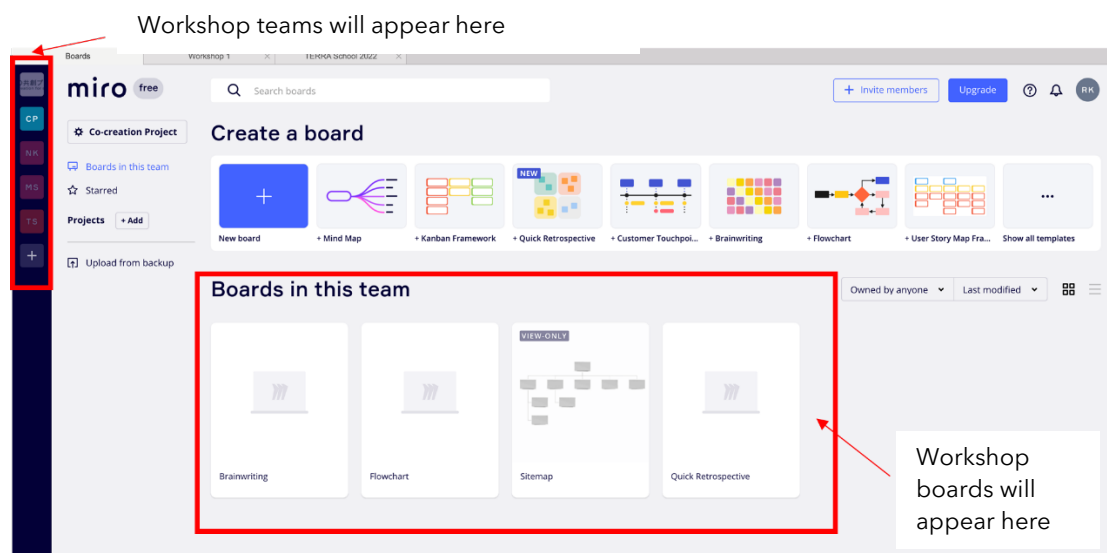 Workshop teams will appear here
Boards
Workshop 1
TERRA School 2022
miro free
Search boards
+ Invite members
Upgrade
RK
CP
NK
MS
TS
Co-creation Project
Boards in this team
Starred
Projects
+ Add
Upload from backup
Create a board
NEW
New board
+ Mind Map
+ Kanban Framework
+ Quick Retrospective
+ Customer Touchpoi...
+ Brainwriting
+ Flowchart
+ User Story Map Fra...
Show all templates
Boards in this team
Owned by anyone
Last modified
VIEW-ONLY
Brainwriting
Flowchart
Sitemap
Quick Retrospective
Workshop
boards will
appear here